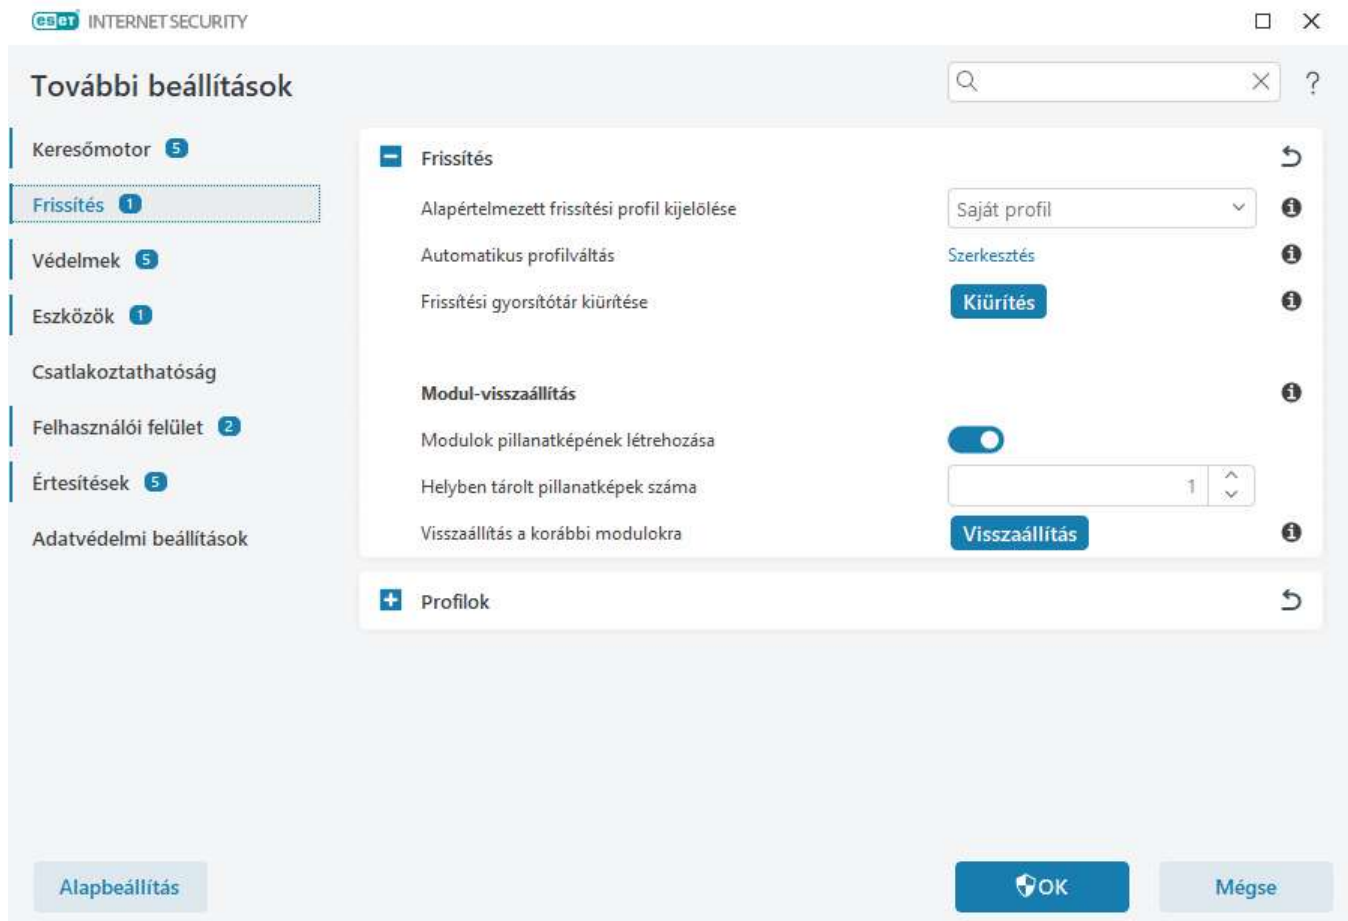 eset INTERNET SECURITY
További beállítások
?
Keresőmotor 5
Frissítés 1
Védelmek 5
Eszközök 1
Csatlakoztathatóság
Felhasználói felület 2
Értesítések 5
Adatvédelmi beállítások
Frissítés
Alapértelmezett frissítési profil kijelölése Saját profil
Automatikus profilváltás Szerkesztés
Frissítési gyorsítótár kiürítése Kiürítés
Modul-visszaállítás
Modulok pillanatképének létrehozása
Helyben tárolt pillanatképek száma 1
Visszaállítás a korábbi modulokra Visszaállítás
Profilok
Alapbeállítás OK Mégse